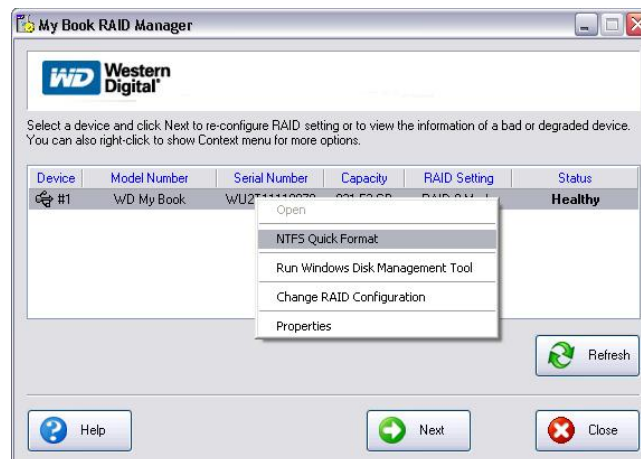 My Book RAID Manager
WD Western
Digital
Select a device and click Next to re-configure RAID setting or to view the information of a bad or degraded device.
You can also right-click to show Context menu for more options.
Device Model Number Serial Number Capacity RAID Setting Status
#1 WD My Book Healthy
Open
NTFS Quick Format
Run Windows Disk Management Tool
Change RAID Configuration
Properties
Refresh
Help Next Close